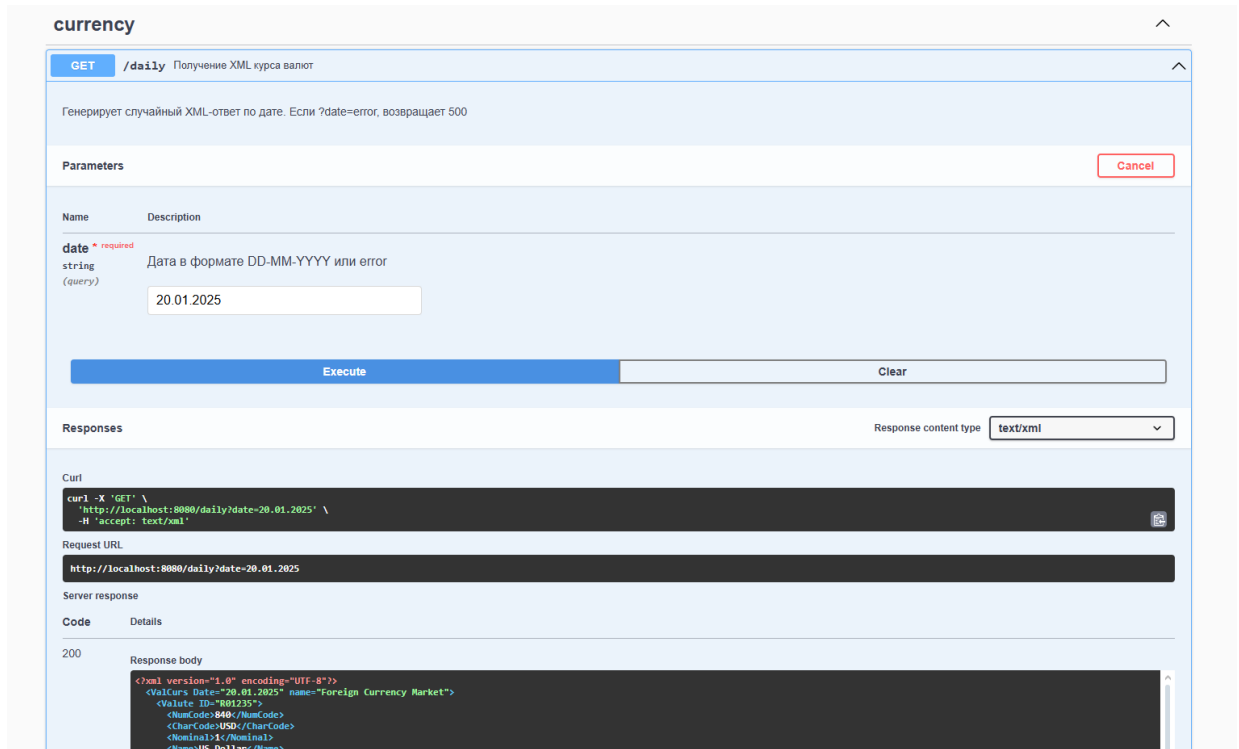 currency
GET /daily Получение XML курса валют
Генерирует случайный XML-ответ по дате. Если ?date=error, возвращает 500
Parameters
Cancel
Name Description
date * required
string
(query)
Дата в формате DD-MM-YYYY или error
20.01.2025
Execute
Clear
Responses
Response content type
text/xml
Curl
curl -X 'GET' \
'http://localhost:8080/daily?date=20.01.2025' \
-H 'accept: text/xml'
Request URL
http://localhost:8080/daily?date=20.01.2025
Server response
Code Details
200
Response body
<?xml version="1.0" encoding="UTF-8"?>
<ValCurs Date="20.01.2025" name="Foreign Currency Market">
<Valute ID="R01235">
<NumCode>840</NumCode>
<CharCode>USD</CharCode>
<Nominal>1</Nominal>
<Name>US Dollar</Name>